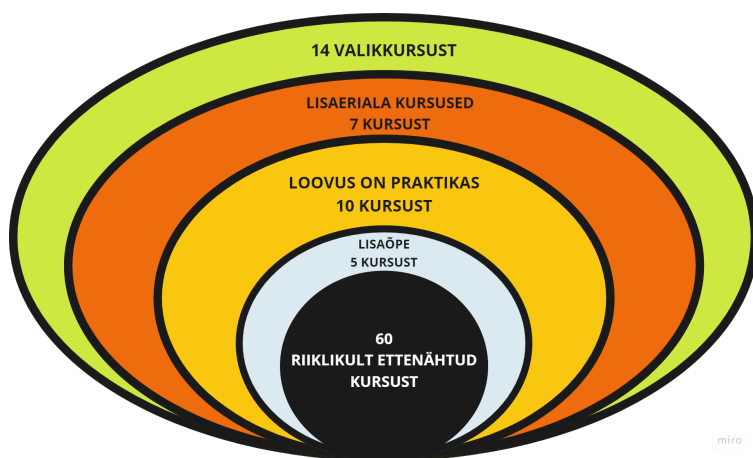 14 VALIKKURSUST
LISAERIALA KURSUSED
7 KURSUST
LOOVUS ON PRAKTIKAS
10 KURSUST
LISAÕPE
5 KURSUST
60
RIIKLIKULT ETTENÄHTUD
KURSUST
miro